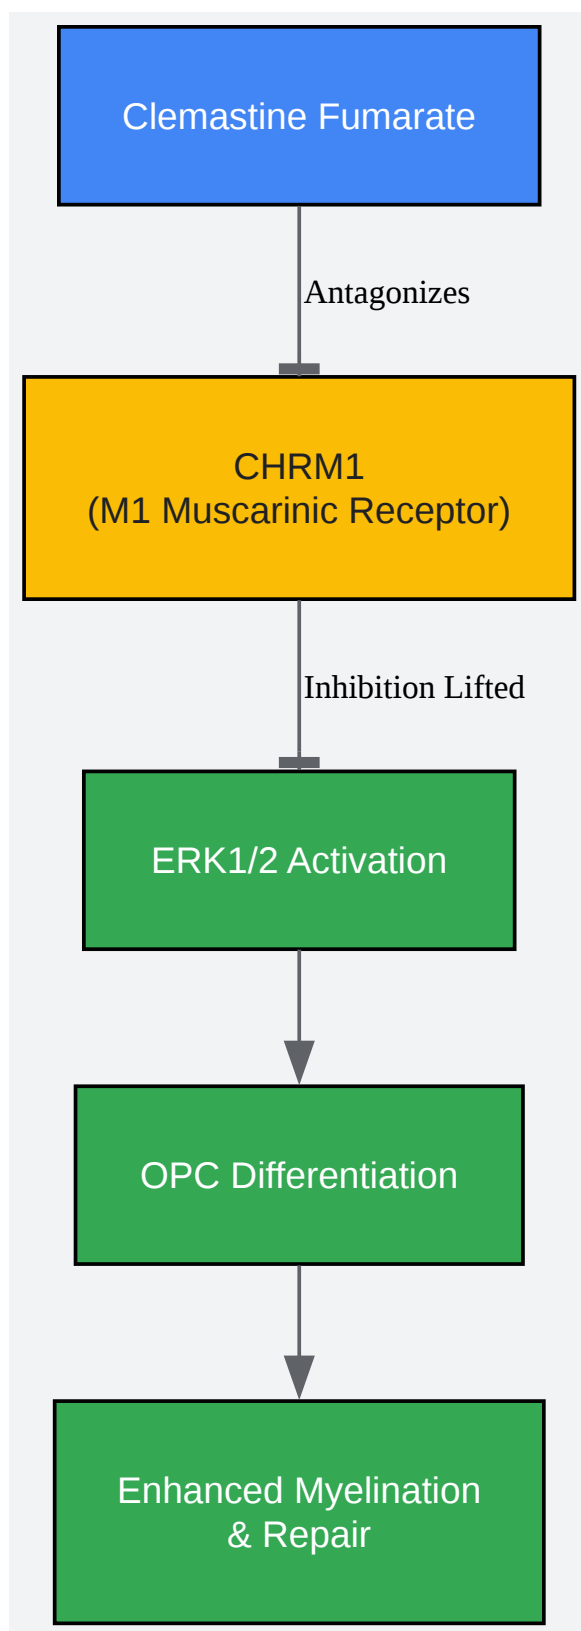 Clemastine Fumarate
Antagonizes
CHRM1
(M1 Muscarinic Receptor)
Inhibition Lifted
ERK1/2 Activation
OPC Differentiation
Enhanced Myelination
& Repair